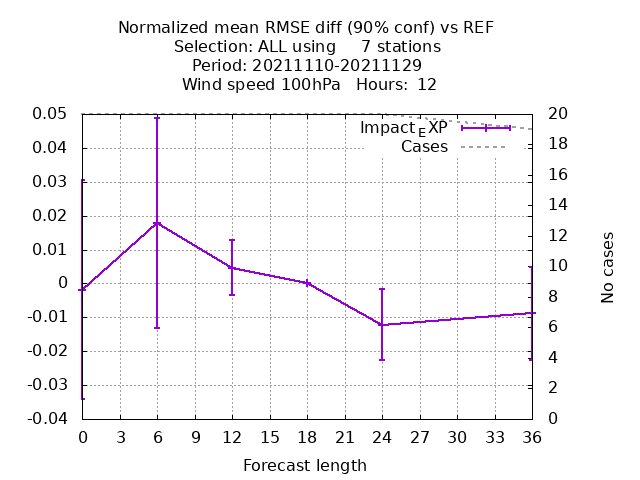 Normalized mean RMSE diff (90% conf) vs REF
Selection: ALL using     7 stations
Period: 20211110-20211129
Wind speed 100hPa   Hours:  12
Impact_EXP
Cases
0.05
0.04
0.03
0.02
0.01
0
-0.01
-0.02
-0.03
-0.04
20
18
16
14
12
10
8
6
4
2
0
No cases
0 3 6 9 12 15 18 21 24 27 30 33 36
Forecast length